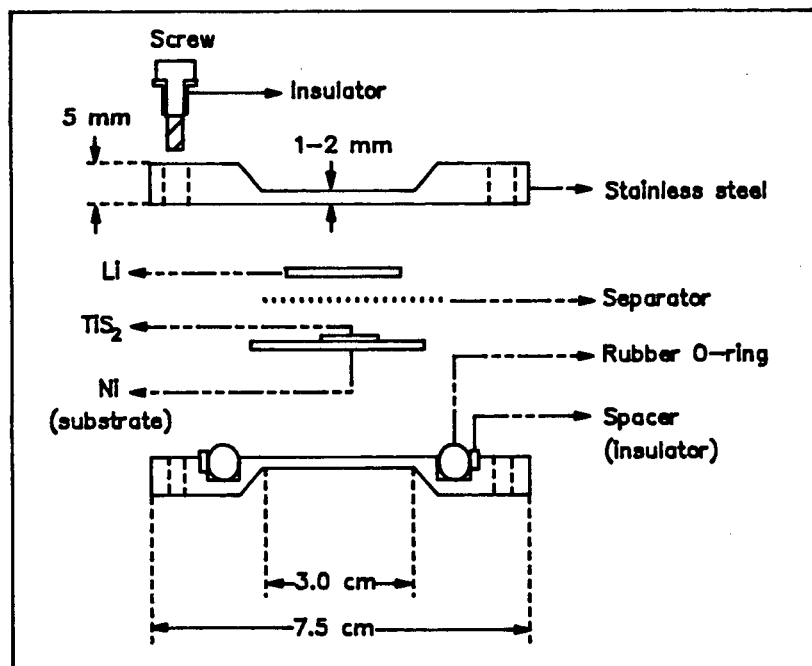 Screw
Insulator
5 mm
1-2 mm
Stainless steel
Li
Separator
TiS₂
Rubber O-ring
Ni
(substrate)
Spacer
(insulator)
3.0 cm
7.5 cm